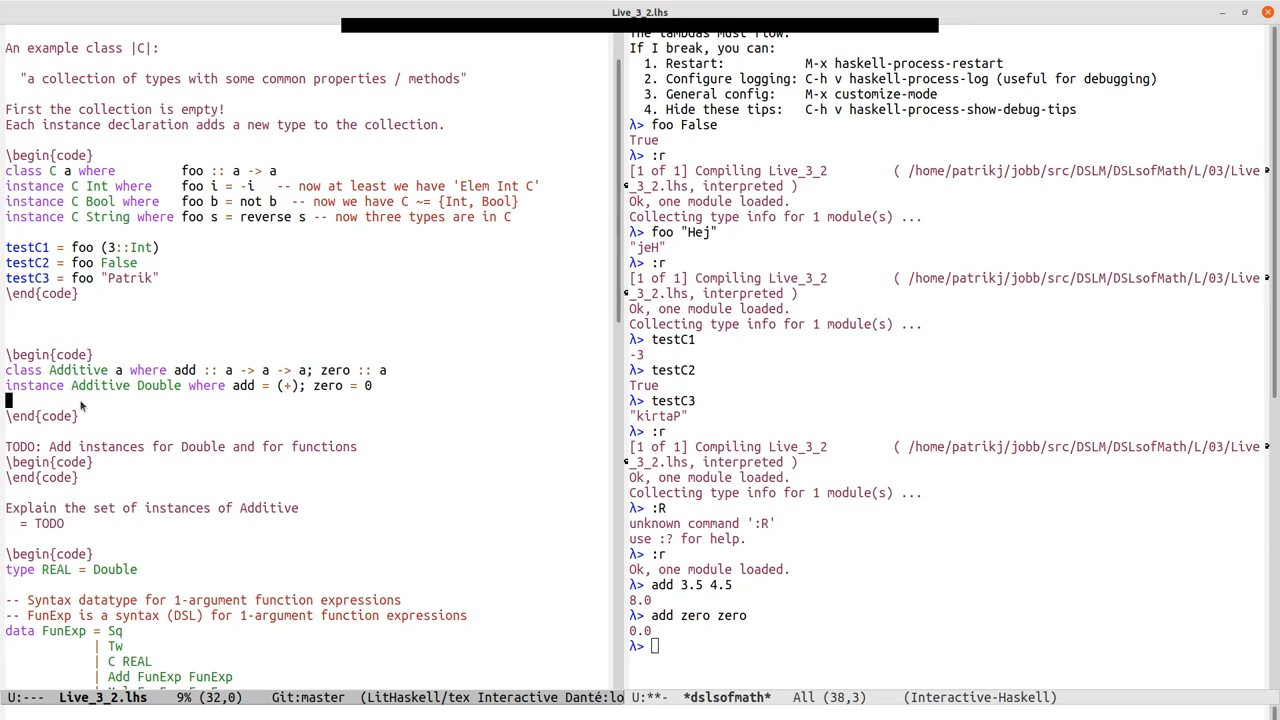 Live_3_2.lhs
An example class |C|:
"a collection of types with some common properties / methods"
First the collection is empty!
Each instance declaration adds a new type to the collection.
\begin{code}
class C a where         foo :: a -> a
instance C Int where    foo i = -i   -- now at least we have 'Elem Int C'
instance C Bool where   foo b = not b  -- now we have C ~= {Int, Bool}
instance C String where foo s = reverse s -- now three types are in C
testC1 = foo (3::Int)
testC2 = foo False
testC3 = foo "Patrik"
\end{code}
\begin{code}
class Additive a where add :: a -> a -> a; zero :: a
instance Additive Double where add = (+); zero = 0
\end{code}
TODO: Add instances for Double and for functions
\begin{code}
\end{code}
Explain the set of instances of Additive
= TODO
\begin{code}
type REAL = Double
-- Syntax datatype for 1-argument function expressions
-- FunExp is a syntax (DSL) for 1-argument function expressions
data FunExp = Sq
| Tw
| C REAL
| Add FunExp FunExp
U:---  Live_3_2.lhs   9% (32,0)   Git:master   (LitHaskell/tex Interactive Danté:lo
The lambdas must flow.
If I break, you can:
1. Restart:           M-x haskell-process-restart
2. Configure logging: C-h v haskell-process-log (useful for debugging)
3. General config:    M-x customize-mode
4. Hide these tips:   C-h v haskell-process-show-debug-tips
λ> foo False
True
λ> :r
[1 of 1] Compiling Live_3_2         ( /home/patrikj/jobb/src/DSLM/DSLsofMath/L/03/Live
_3_2.lhs, interpreted )
Ok, one module loaded.
Collecting type info for 1 module(s) ...
λ> foo "Hej"
"jeH"
λ> :r
[1 of 1] Compiling Live_3_2         ( /home/patrikj/jobb/src/DSLM/DSLsofMath/L/03/Live
_3_2.lhs, interpreted )
Ok, one module loaded.
Collecting type info for 1 module(s) ...
λ> testC1
-3
λ> testC2
True
λ> testC3
"kirtaP"
λ> :r
[1 of 1] Compiling Live_3_2         ( /home/patrikj/jobb/src/DSLM/DSLsofMath/L/03/Live
_3_2.lhs, interpreted )
Ok, one module loaded.
Collecting type info for 1 module(s) ...
λ> :R
unknown command ':R'
use :? for help.
λ> :r
Ok, one module loaded.
λ> add 3.5 4.5
8.0
λ> add zero zero
0.0
λ>
U:**-  *dslsofmath*   All (38,3)   (Interactive-Haskell)